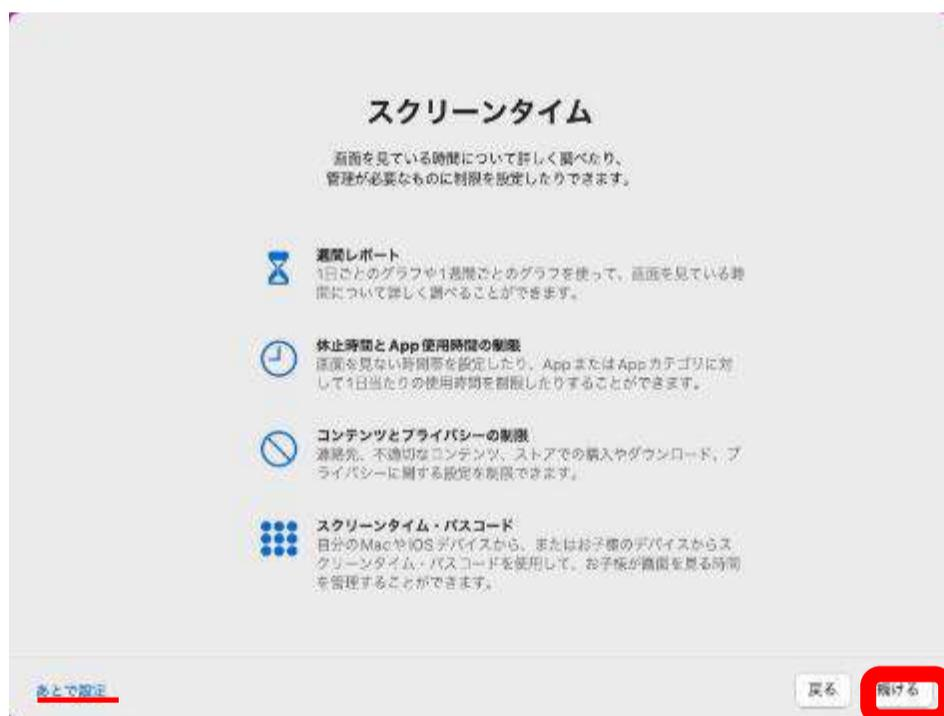 スクリーンタイム
画面を見ている時間について詳しく調べたり、
管理が必要なものに制限を設定したりできます。
週間レポート
1日ごとのグラフや1週間ごとのグラフを使って、画面を見ている時
間について詳しく調べることができます。
休止時間とApp使用時間の制限
画面を見ない時間帯を設定したり、AppまたはAppカテゴリに対
して1日当たりの使用時間を制限したりすることができます。
コンテンツとプライバシーの制限
連絡先、不適切なコンテンツ、ストアでの購入やダウンロード、プ
ライバシーに関する設定を制限できます。
スクリーンタイム・パスコード
自分のMacやiOSデバイスから、またはお子様のデバイスからス
クリーンタイム・パスコードを使用して、お子様が画面を見る時間
を管理することができます。
あとで設定
戻る
続ける